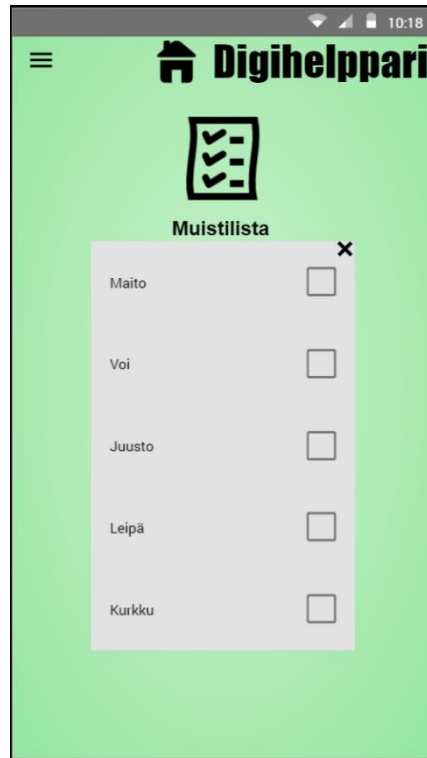 10:18
Digihelppari
Muistilista
Maito
Voi
Juusto
Leipä
Kurkku